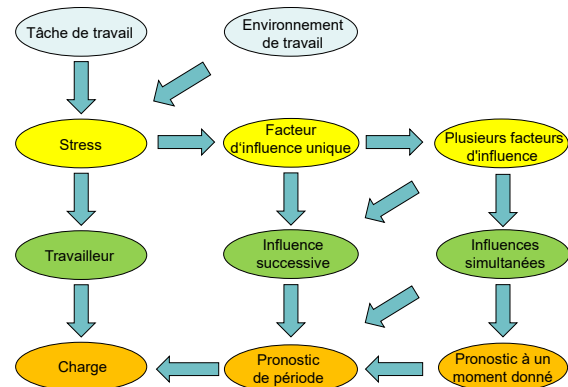 Tâche de travail
Environnement
de travail
Stress
Facteur
d‘influence unique
Plusieurs facteurs
d'influence
Travailleur
Influence
successive
Influences
simultanées
Charge
Pronostic
de période
Pronostic à un
moment donné